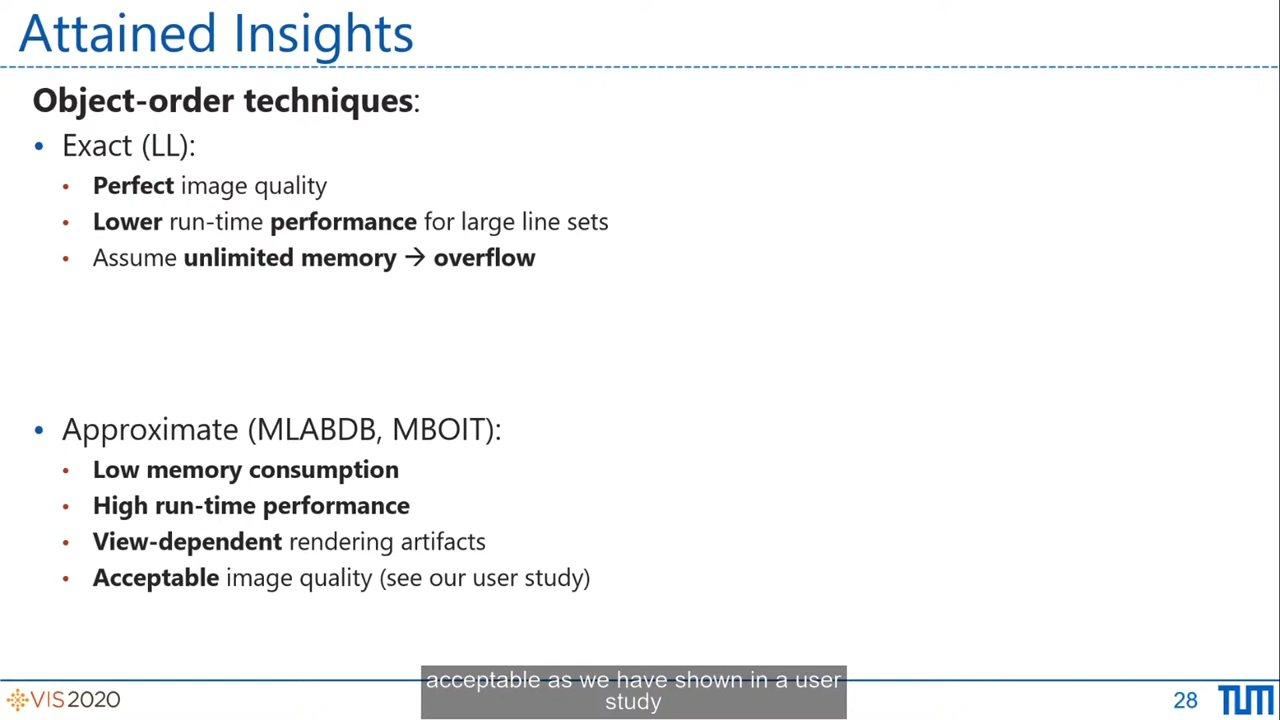 Attained Insights
Object-order techniques:
• Exact (LL):
• Perfect image quality
• Lower run-time performance for large line sets
• Assume unlimited memory → overflow
• Approximate (MLABDB, MBOIT):
• Low memory consumption
• High run-time performance
• View-dependent rendering artifacts
• Acceptable image quality (see our user study)
acceptable as we have shown in a user
study
VIS2020
28
TUM